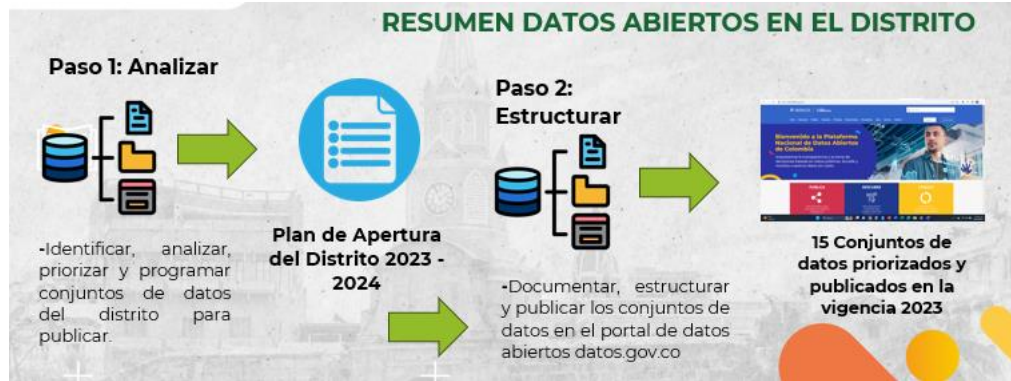 RESUMEN DATOS ABIERTOS EN EL DISTRITO
Paso 1: Analizar
-Identificar, analizar,
priorizar y programar
conjuntos de datos
del distrito para
publicar.
Plan de Apertura
del Distrito 2023 -
2024
Paso 2:
Estructurar
-Documentar, estructurar
y publicar los conjuntos de
datos en el portal de datos
abiertos datos.gov.co
Bienvenido a la Plataforma
Nacional de Datos Abiertos
de Colombia
15 Conjuntos de
datos priorizados y
publicados en la
vigencia 2023